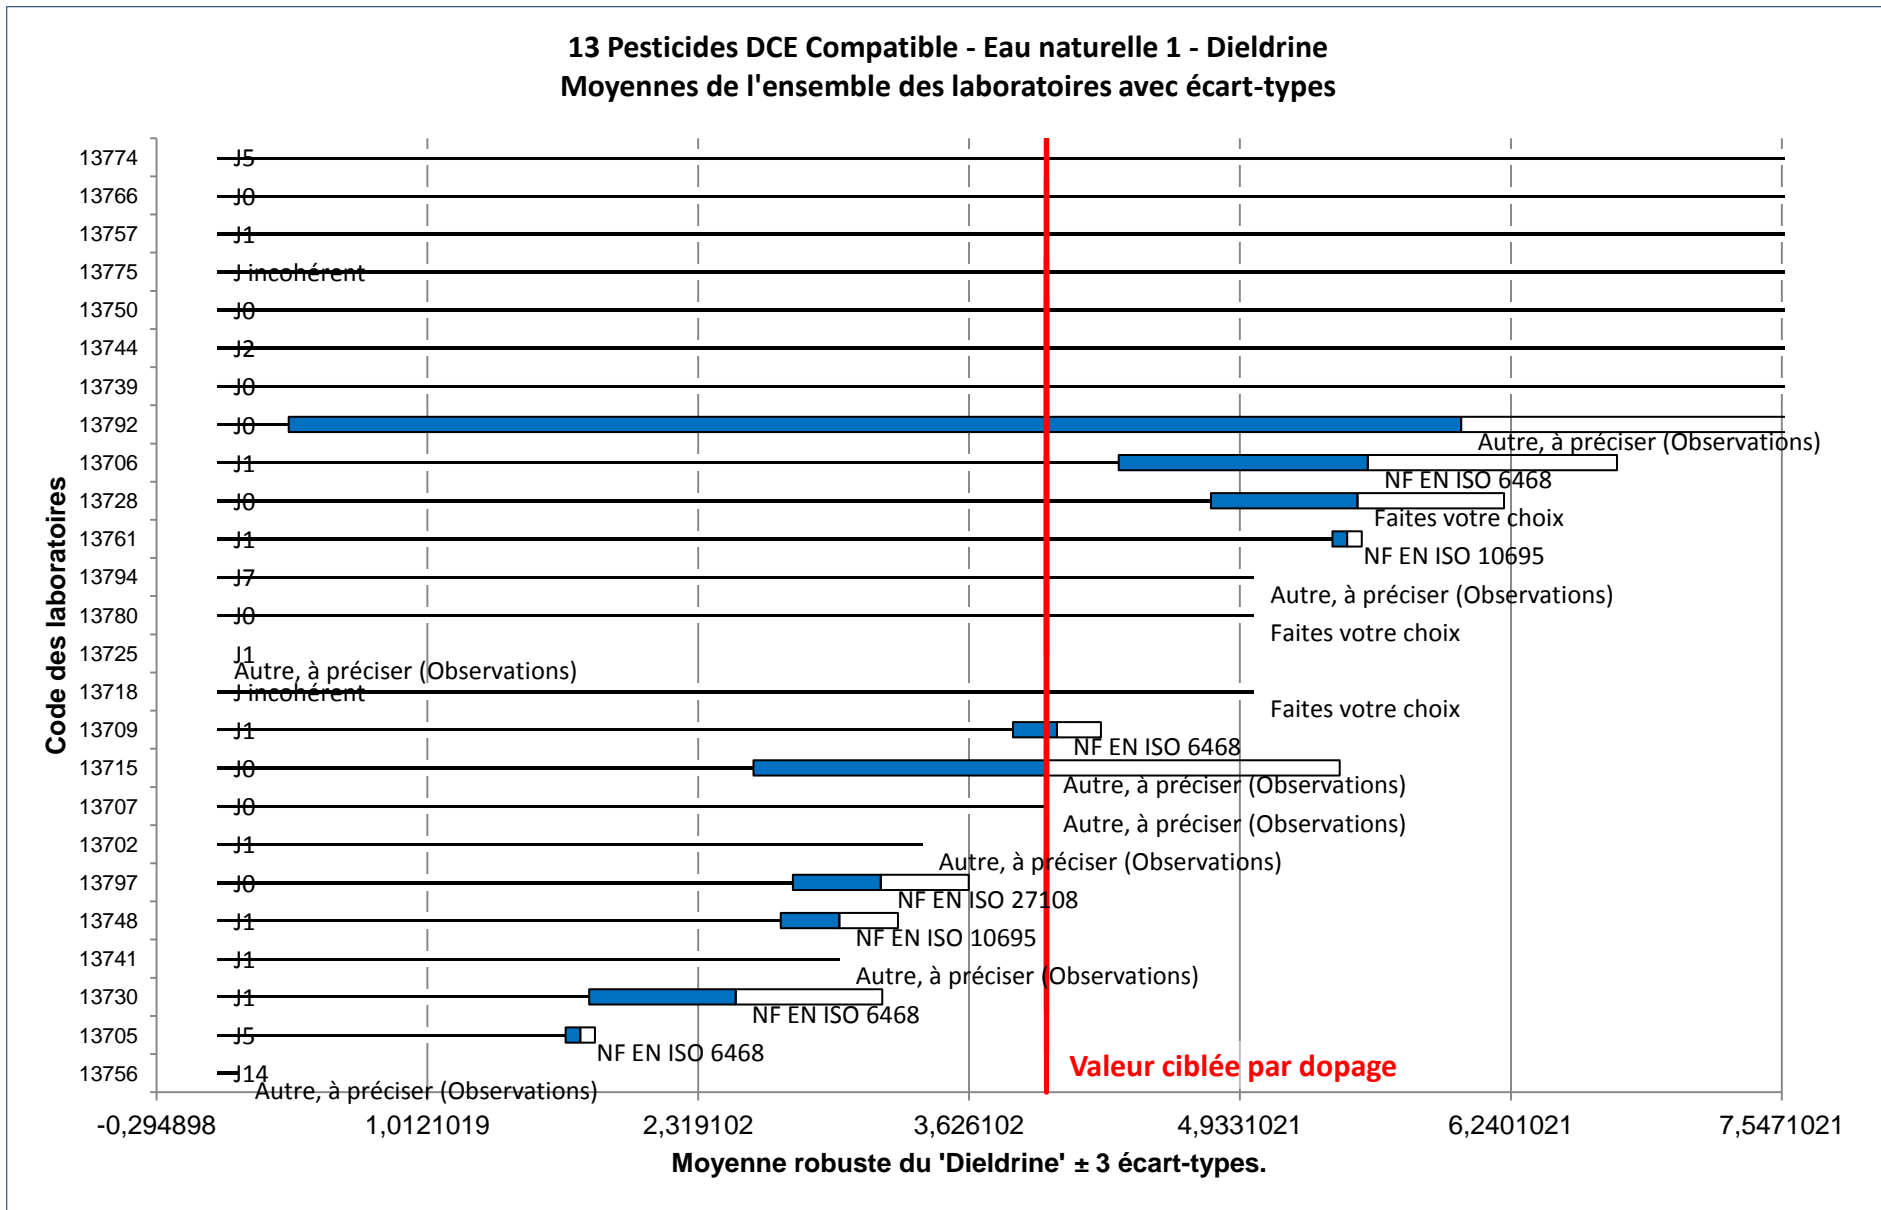 13 Pesticides DCE Compatible - Eau naturelle 1 - Dieldrine
Moyennes de l'ensemble des laboratoires avec écart-types
Code des laboratoires
13774 J5
13766 J0
13757 J1
13775 J incohérent
13750 J0
13744 J2
13739 J0
13792 J0
Autre, à préciser (Observations)
13706 J1
NF EN ISO 6468
13728 J0
Faites votre choix
13761 J1
NF EN ISO 10695
13794 J7
Autre, à préciser (Observations)
13780 J0
Faites votre choix
13725 J1
Autre, à préciser (Observations)
13718 J incohérent
Faites votre choix
13709 J1
NF EN ISO 6468
13715 J0
Autre, à préciser (Observations)
13707 J0
Autre, à préciser (Observations)
13702 J1
Autre, à préciser (Observations)
13797 J0
NF EN ISO 27108
13748 J1
NF EN ISO 10695
13741 J1
Autre, à préciser (Observations)
13730 J1
NF EN ISO 6468
13705 J5
NF EN ISO 6468
Valeur ciblée par dopage
13756 J14
Autre, à préciser (Observations)
-0,294898 1,0121019 2,319102 3,626102 4,9331021 6,2401021 7,5471021
Moyenne robuste du 'Dieldrine' ± 3 écart-types.